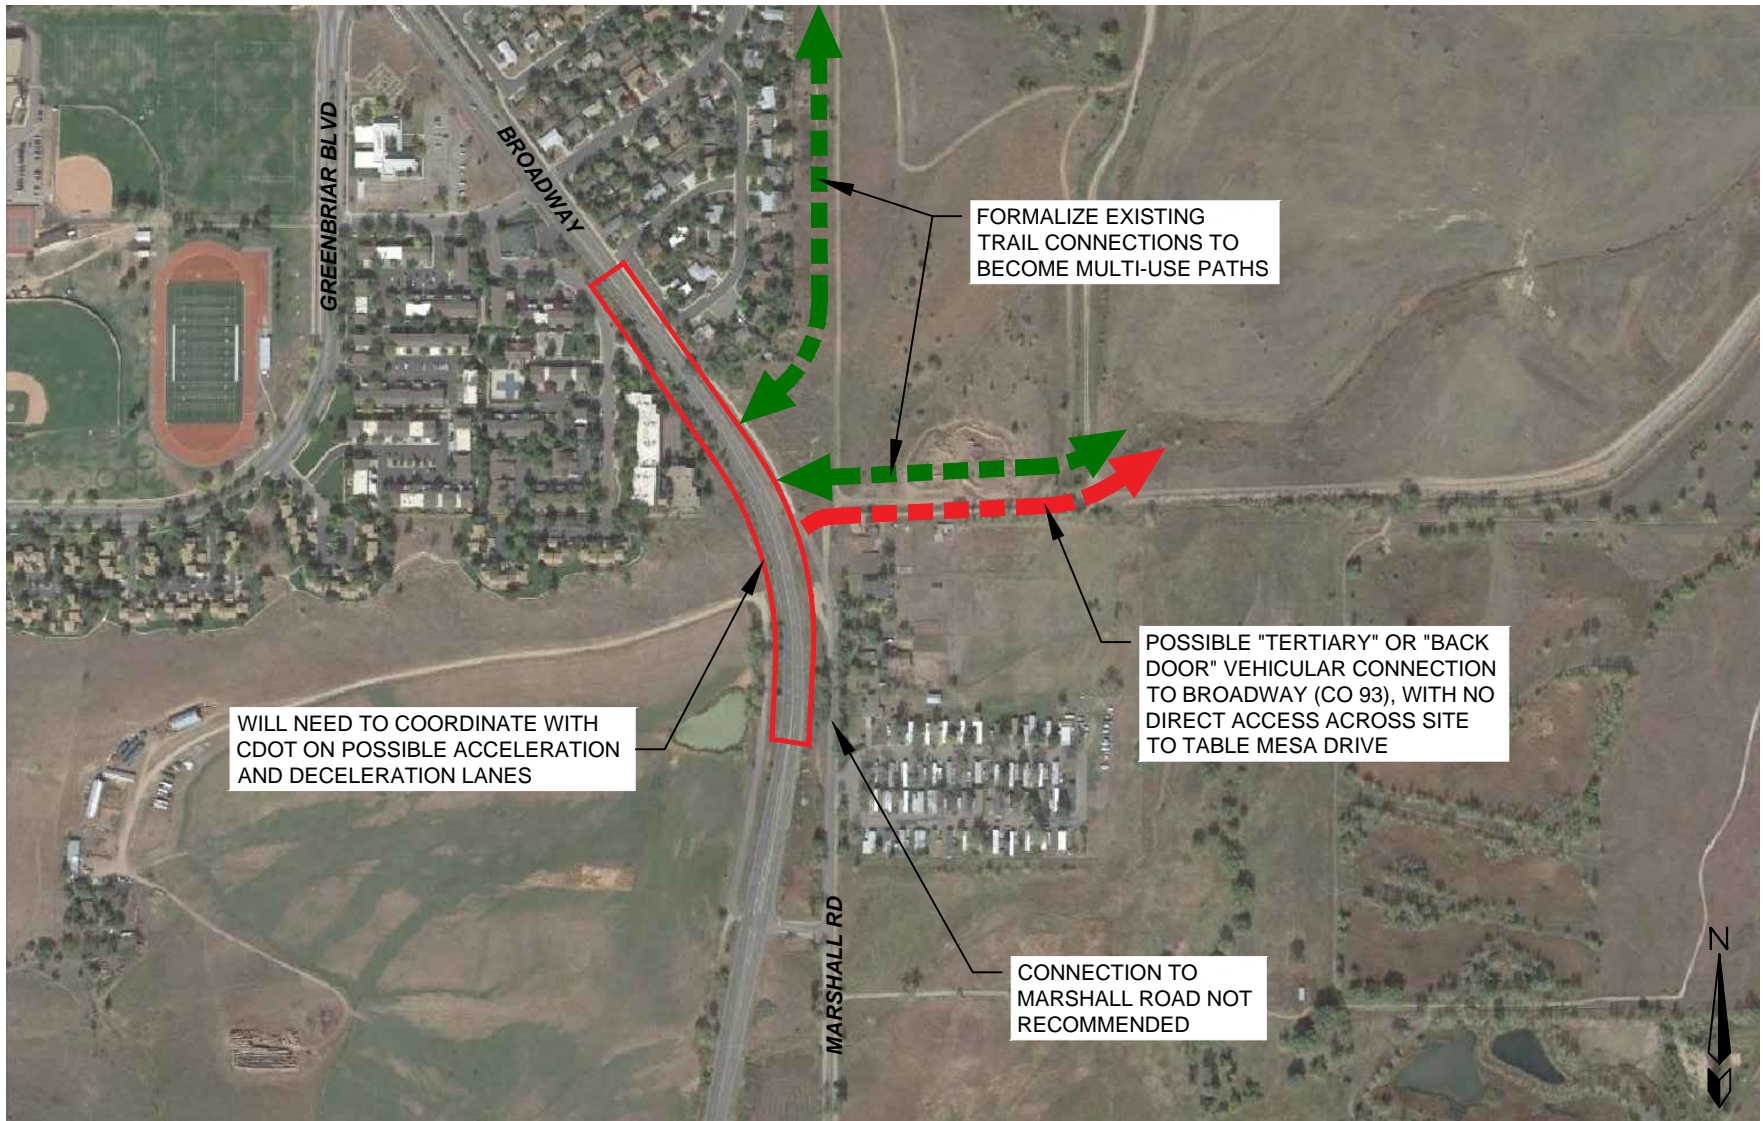 GREENBRIAR BLVD
BROADWAY
FORMALIZE EXISTING
TRAIL CONNECTIONS TO
BECOME MULTI-USE PATHS
POSSIBLE "TERTIARY" OR "BACK
DOOR" VEHICULAR CONNECTION
TO BROADWAY (CO 93), WITH NO
DIRECT ACCESS ACROSS SITE
TO TABLE MESA DRIVE
WILL NEED TO COORDINATE WITH
CDOT ON POSSIBLE ACCELERATION
AND DECELERATION LANES
MARSHALL RD
CONNECTION TO
MARSHALL ROAD NOT
RECOMMENDED
N